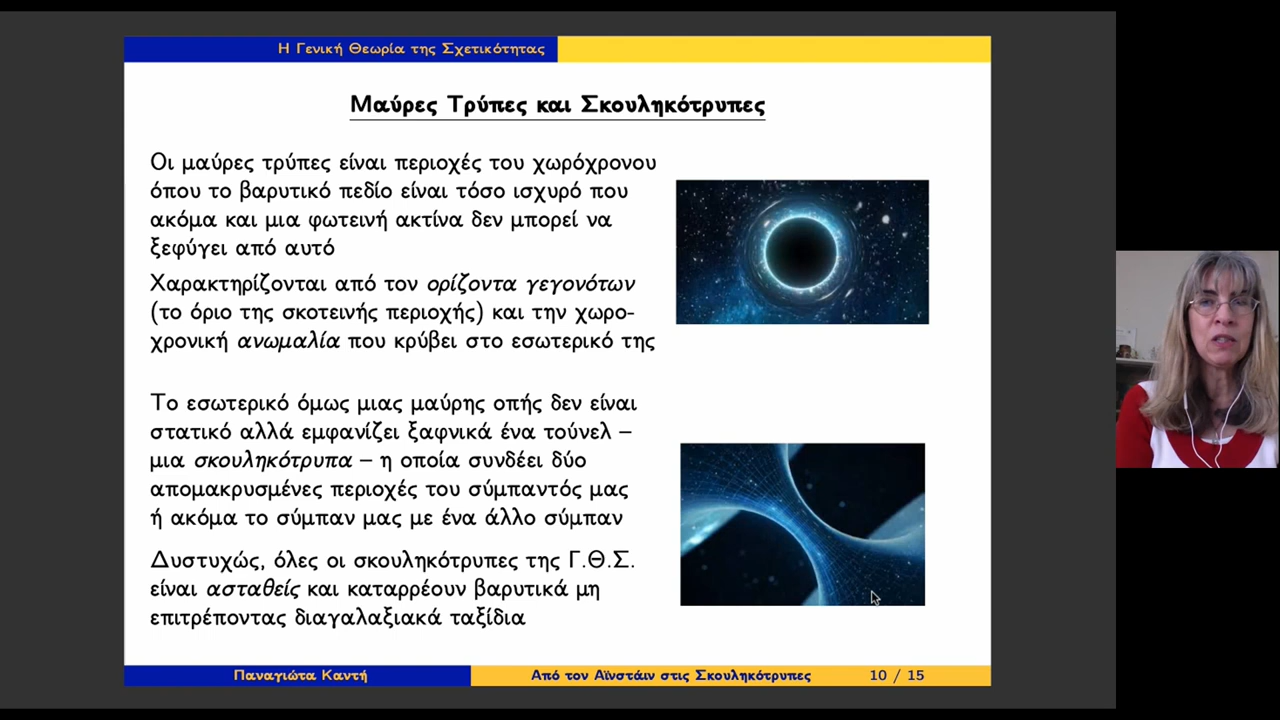 Η Γενική Θεωρία της Σχετικότητας
Μαύρες Τρύπες και Σκουληκότρυπες
Οι μαύρες τρύπες είναι περιοχές του χωρόχρονου
όπου το βαρυτικό πεδίο είναι τόσο ισχυρό που
ακόμα και μια φωτεινή ακτίνα δεν μπορεί να
ξεφύγει από αυτό
Χαρακτηρίζονται από τον ορίζοντα γεγονότων
(το όριο της σκοτεινής περιοχής) και την χωρο-
χρονική ανωμαλία που κρύβει στο εσωτερικό της
Το εσωτερικό όμως μιας μαύρης οπής δεν είναι
στατικό αλλά εμφανίζει ξαφνικά ένα τούνελ –
μια σκουληκότρυπα – η οποία συνδέει δύο
απομακρυσμένες περιοχές του σύμπαντός μας
ή ακόμα το σύμπαν μας με ένα άλλο σύμπαν
Δυστυχώς, όλες οι σκουληκότρυπες της Γ.Θ.Σ.
είναι ασταθείς και καταρρέουν βαρυτικά μη
επιτρέποντας διαγαλαξιακά ταξίδια
Παναγιώτα Καντή
Από τον Αϊνστάιν στις Σκουληκότρυπες
10 / 15